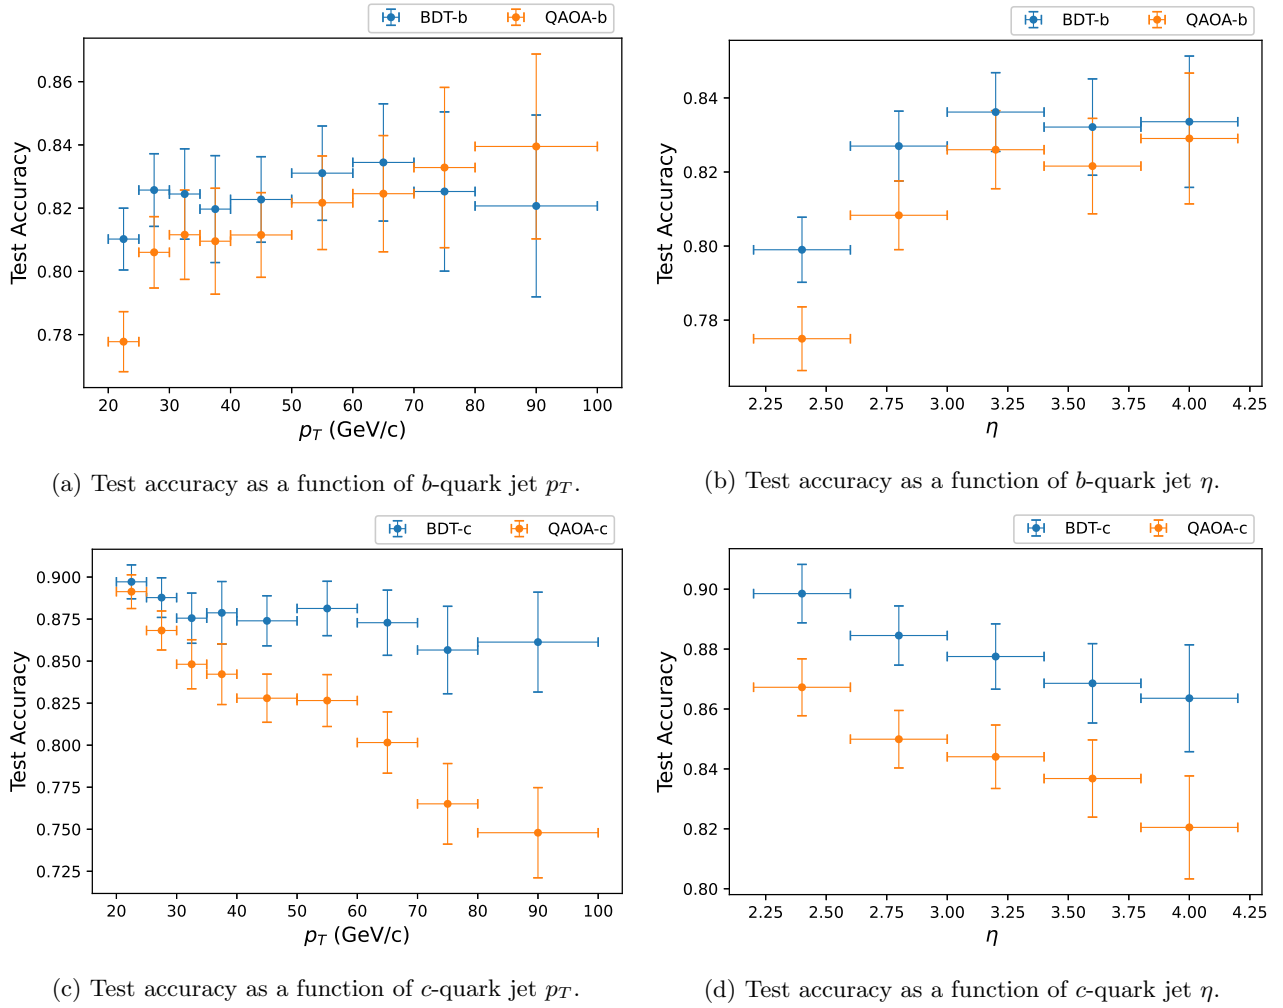 BDT-b QAOA-b
Test Accuracy
0.86
0.84
0.82
0.80
0.78
20 30 40 50 60 70 80 90 100
p_T (GeV/c)
(a) Test accuracy as a function of b-quark jet p_T.
BDT-b QAOA-b
Test Accuracy
0.84
0.82
0.80
0.78
2.25 2.50 2.75 3.00 3.25 3.50 3.75 4.00 4.25
η
(b) Test accuracy as a function of b-quark jet η.
BDT-c QAOA-c
Test Accuracy
0.900
0.875
0.850
0.825
0.800
0.775
0.750
0.725
20 30 40 50 60 70 80 90 100
p_T (GeV/c)
(c) Test accuracy as a function of c-quark jet p_T.
BDT-c QAOA-c
Test Accuracy
0.90
0.88
0.86
0.84
0.82
0.80
2.25 2.50 2.75 3.00 3.25 3.50 3.75 4.00 4.25
η
(d) Test accuracy as a function of c-quark jet η.